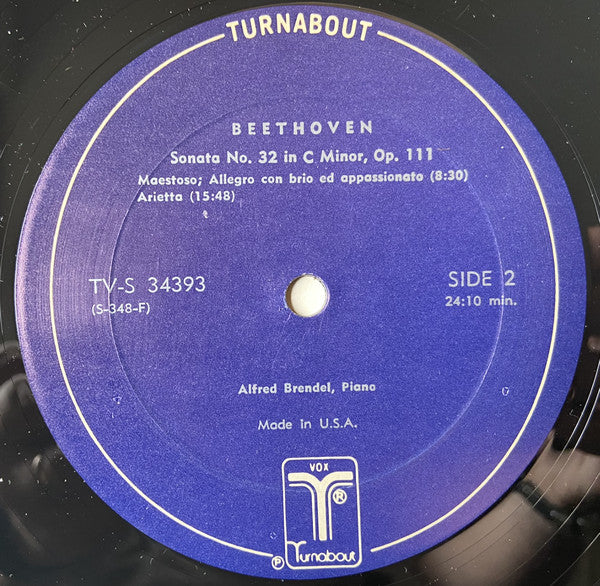 TURNABOUT
BEETHOVEN
Sonata No. 32 in C Minor, Op. 111
Maestoso; Allegro con brio ed appassionato (8:30)
Arietta (15:48)
TV-S 34393
(S-348-F)
SIDE 2
24:10 min.
Alfred Brendel, Piano
Made in U.S.A.
VOX
®
℗
Turnabout